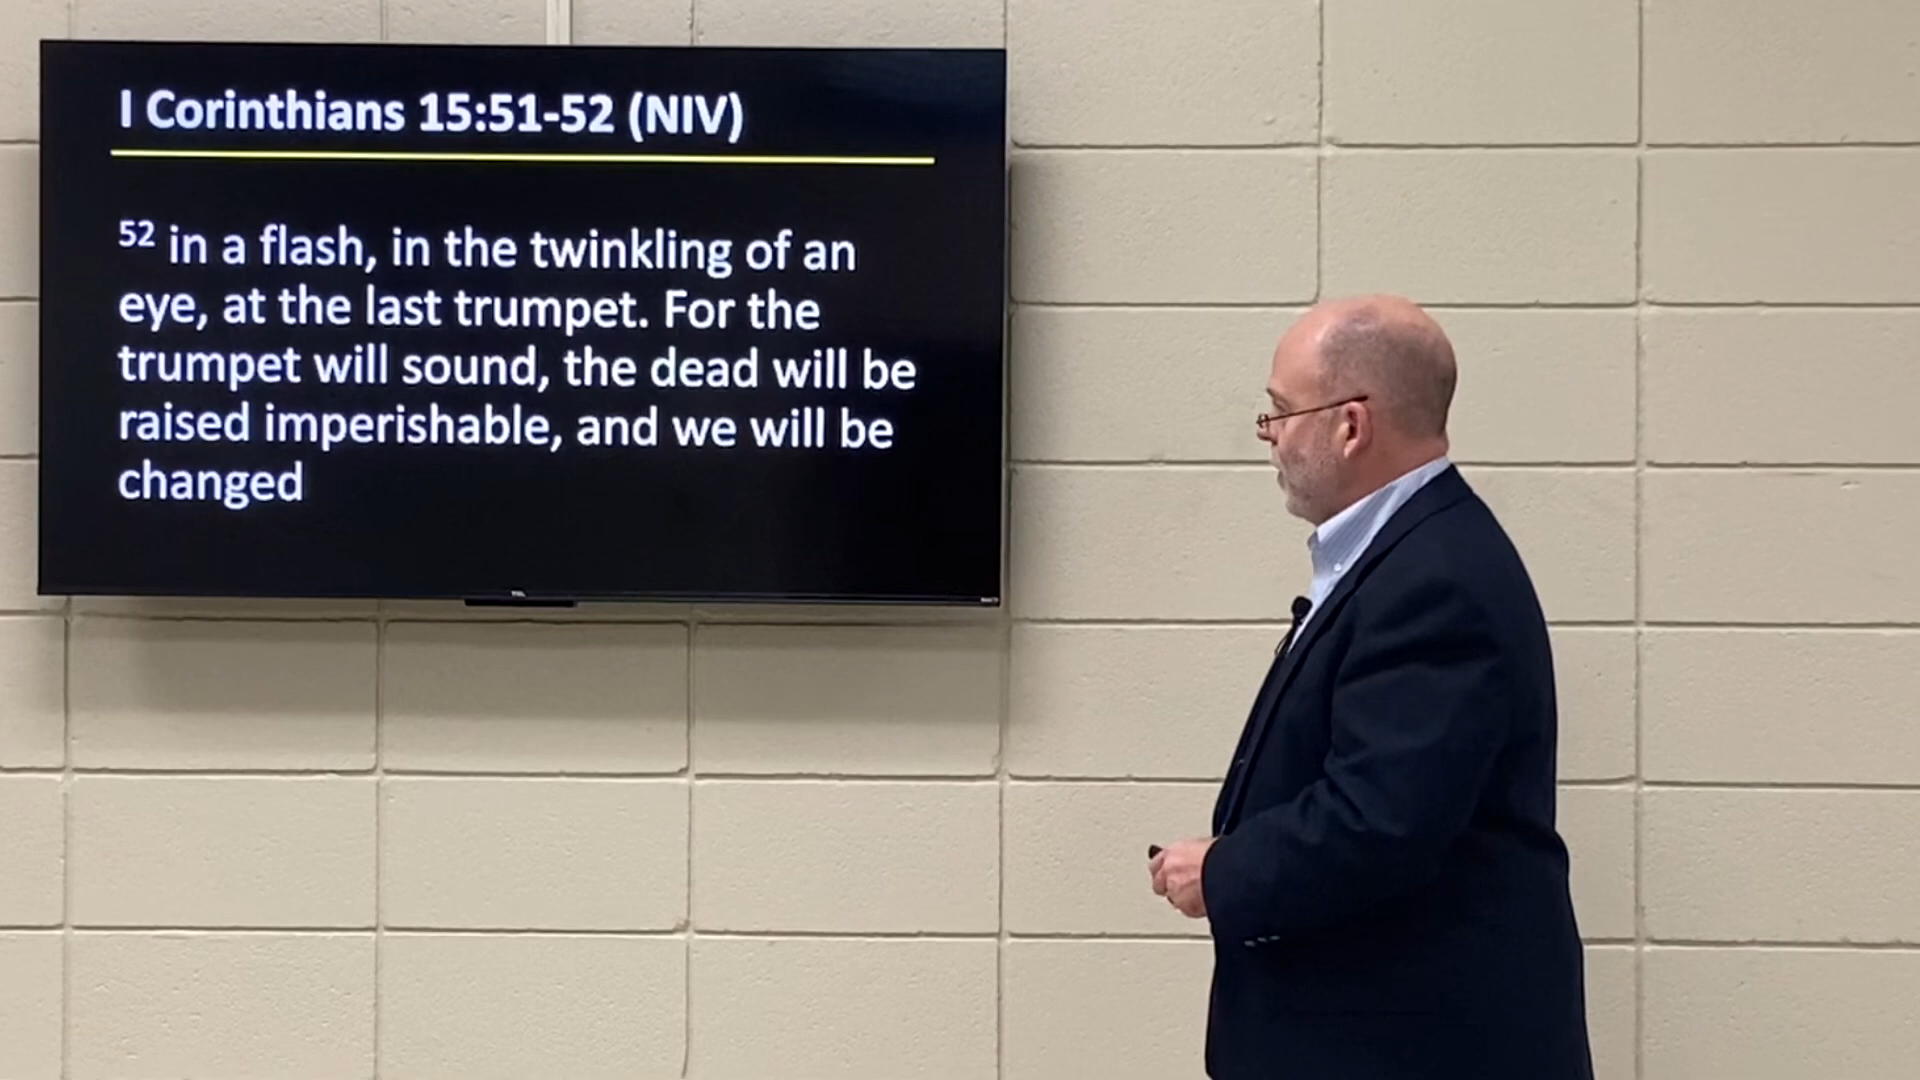 I Corinthians 15:51-52 (NIV)
52 in a flash, in the twinkling of an
eye, at the last trumpet. For the
trumpet will sound, the dead will be
raised imperishable, and we will be
changed
TCL